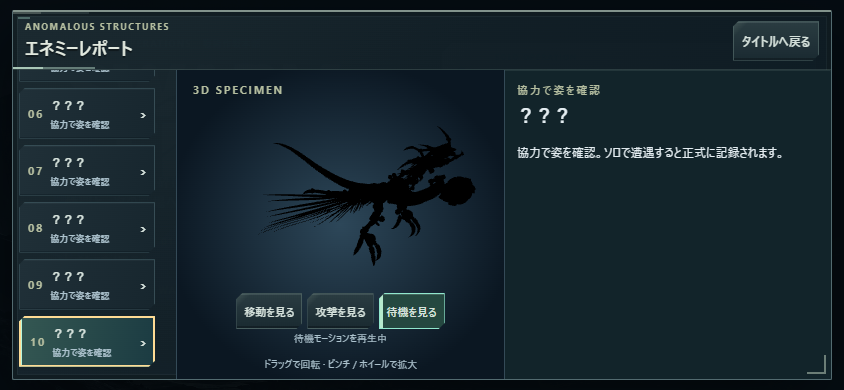 ANOMALOUS STRUCTURES
エネミーレポート
タイトルへ戻る
協力で姿を確認
06 ？？？ ›
協力で姿を確認
07 ？？？ ›
協力で姿を確認
08 ？？？ ›
協力で姿を確認
09 ？？？ ›
協力で姿を確認
10 ？？？ ›
協力で姿を確認
3D SPECIMEN
移動を見る 攻撃を見る 待機を見る
待機モーションを再生中
ドラッグで回転・ピンチ / ホイールで拡大
協力で姿を確認
？？？
協力で姿を確認。ソロで遭遇すると正式に記録されます。